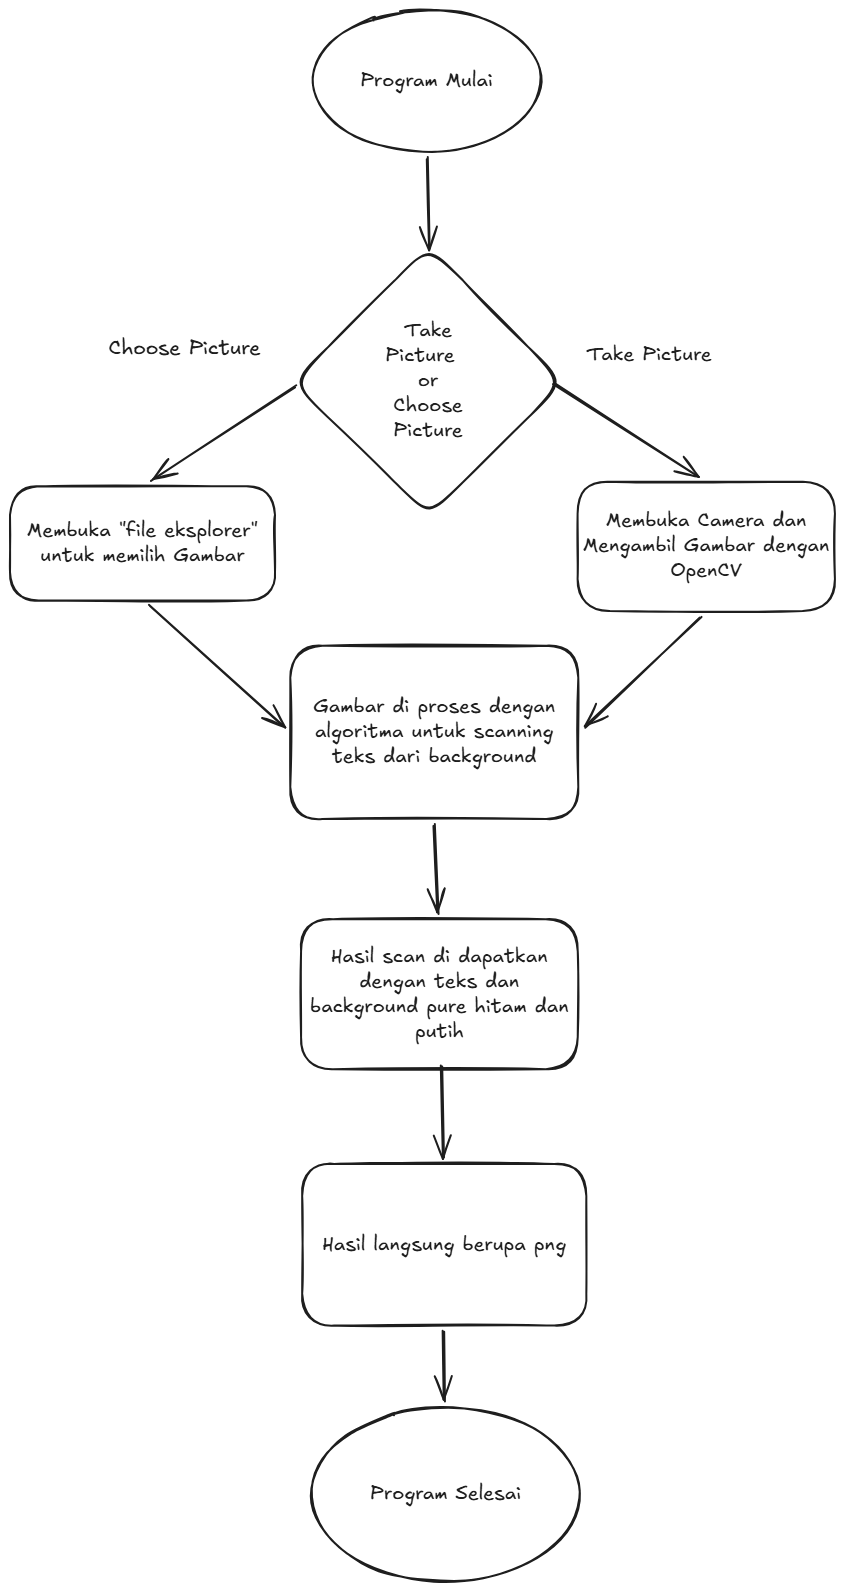 Program Mulai
Take
Picture
or
Choose
Picture
Choose Picture
Take Picture
Membuka "file eksplorer"
untuk memilih Gambar
Membuka Camera dan
Mengambil Gambar dengan
OpenCV
Gambar di proses dengan
algoritma untuk scanning
teks dari background
Hasil scan di dapatkan
dengan teks dan
background pure hitam dan
putih
Hasil langsung berupa png
Program Selesai